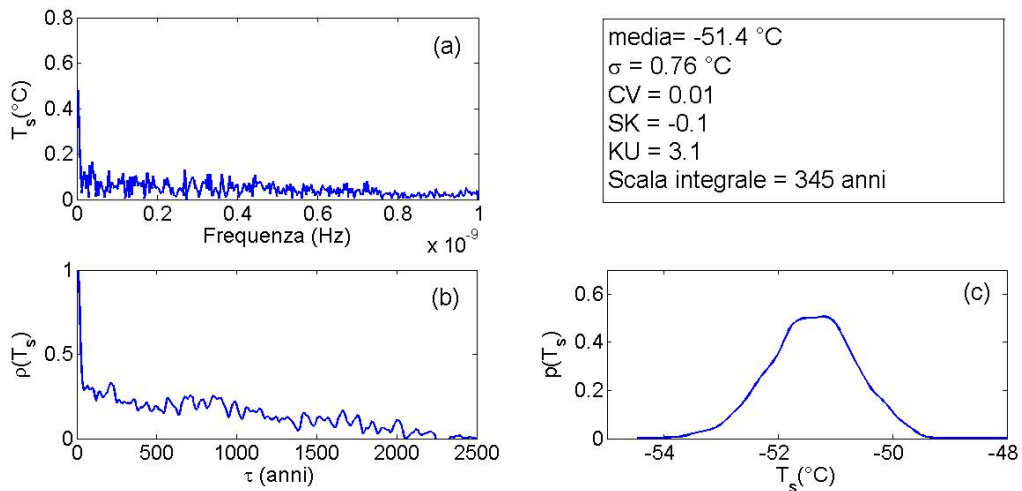 0.8
0.6
0.4
0.2
0
T_s(°C)
(a)
0 0.2 0.4 0.6 0.8 1
Frequenza (Hz)
x 10^-9
media= -51.4 °C
σ = 0.76 °C
CV = 0.01
SK = -0.1
KU = 3.1
Scala integrale = 345 anni
1
0.5
0
ρ(T_s)
(b)
0 500 1000 1500 2000 2500
τ (anni)
0.6
0.4
0.2
0
p(T_s)
(c)
-54 -52 -50 -48
T_s(°C)